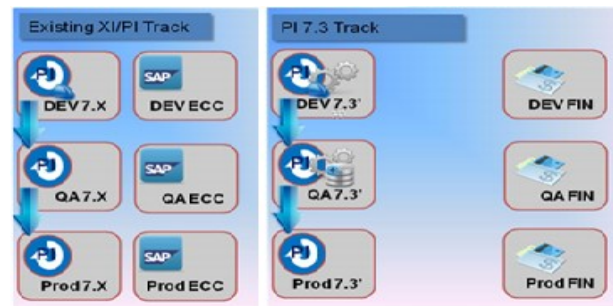 Existing XI/PI Track
PI 7.3 Track
PI
DEV 7.X
SAP
DEV ECC
PI
DEV 7.3'
DEV FIN
PI
QA 7.X
SAP
QA ECC
PI
QA 7.3'
QA FIN
PI
Prod 7.X
SAP
Prod ECC
PI
Prod 7.3'
Prod FIN